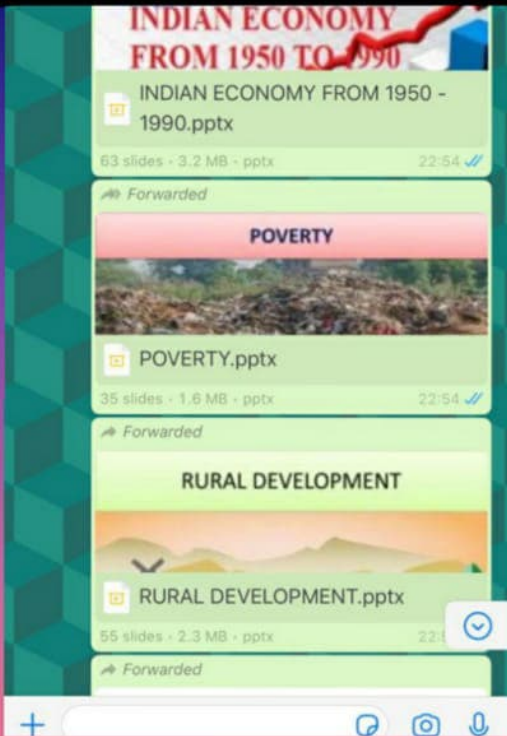 INDIAN ECONOMY
FROM 1950 TO 1990
INDIAN ECONOMY FROM 1950 -
1990.pptx
63 slides • 3.2 MB • pptx 22:54
Forwarded
POVERTY
POVERTY.pptx
35 slides • 1.6 MB • pptx 22:54
Forwarded
RURAL DEVELOPMENT
RURAL DEVELOPMENT.pptx
55 slides • 2.3 MB • pptx
Forwarded